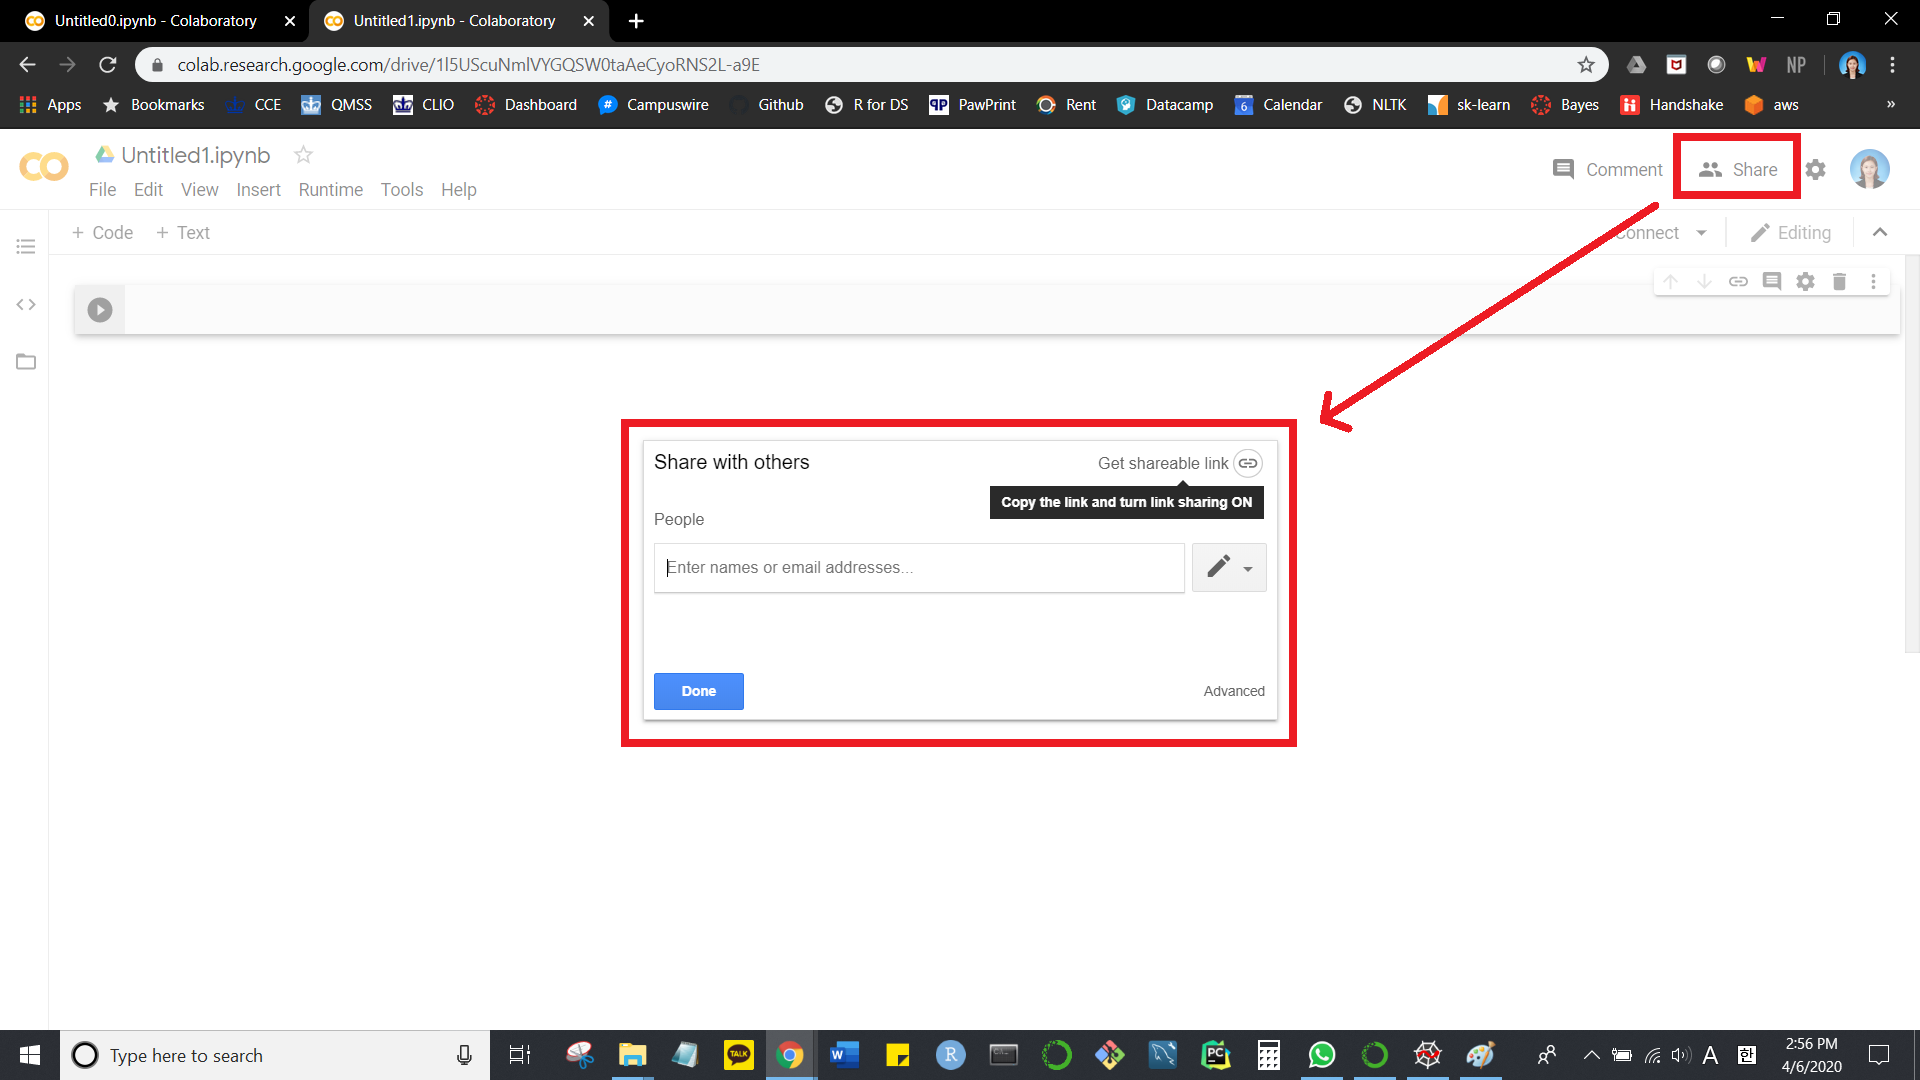 Untitled0.ipynb - Colaboratory
Untitled1.ipynb - Colaboratory
colab.research.google.com/drive/1l5UScuNmlVYGQSW0taAeCyoRNS2L-a9E
NP
Apps Bookmarks CCE QMSS CLIO Dashboard Campuswire Github R for DS PawPrint Rent Datacamp Calendar NLTK sk-learn Bayes Handshake aws »
Untitled1.ipynb
Comment Share
File Edit View Insert Runtime Tools Help
+ Code + Text
Connect Editing
Share with others
Get shareable link
Copy the link and turn link sharing ON
People
Enter names or email addresses...
Done
Advanced
Type here to search
TALK
A 한
2:56 PM
4/6/2020